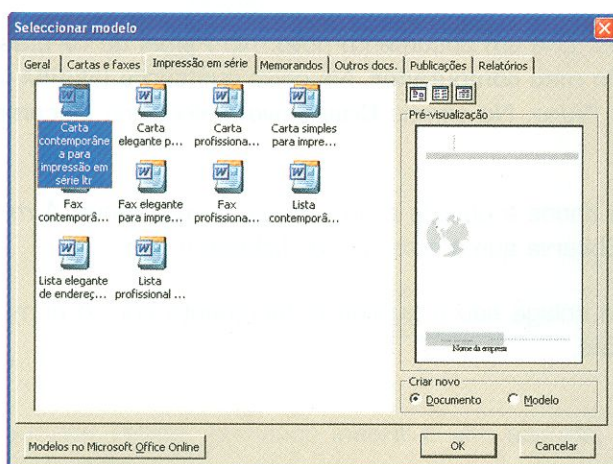 Seleccionar modelo
Geral
Cartas e faxes
Impressão em série
Memorandos
Outros docs.
Publicações
Relatórios
Carta
contemporâne
a para
impressão em
série ltr
Carta
elegante p...
Carta
profissiona...
Carta simples
para impre...
Fax
contemporâ...
Fax elegante
para impre...
Fax
profissiona...
Lista
contemporâ...
Lista elegante
de endereç...
Lista
profissional ...
Pré-visualização
Nome da empresa
Criar novo
Documento
Modelo
Modelos no Microsoft Office Online
OK
Cancelar